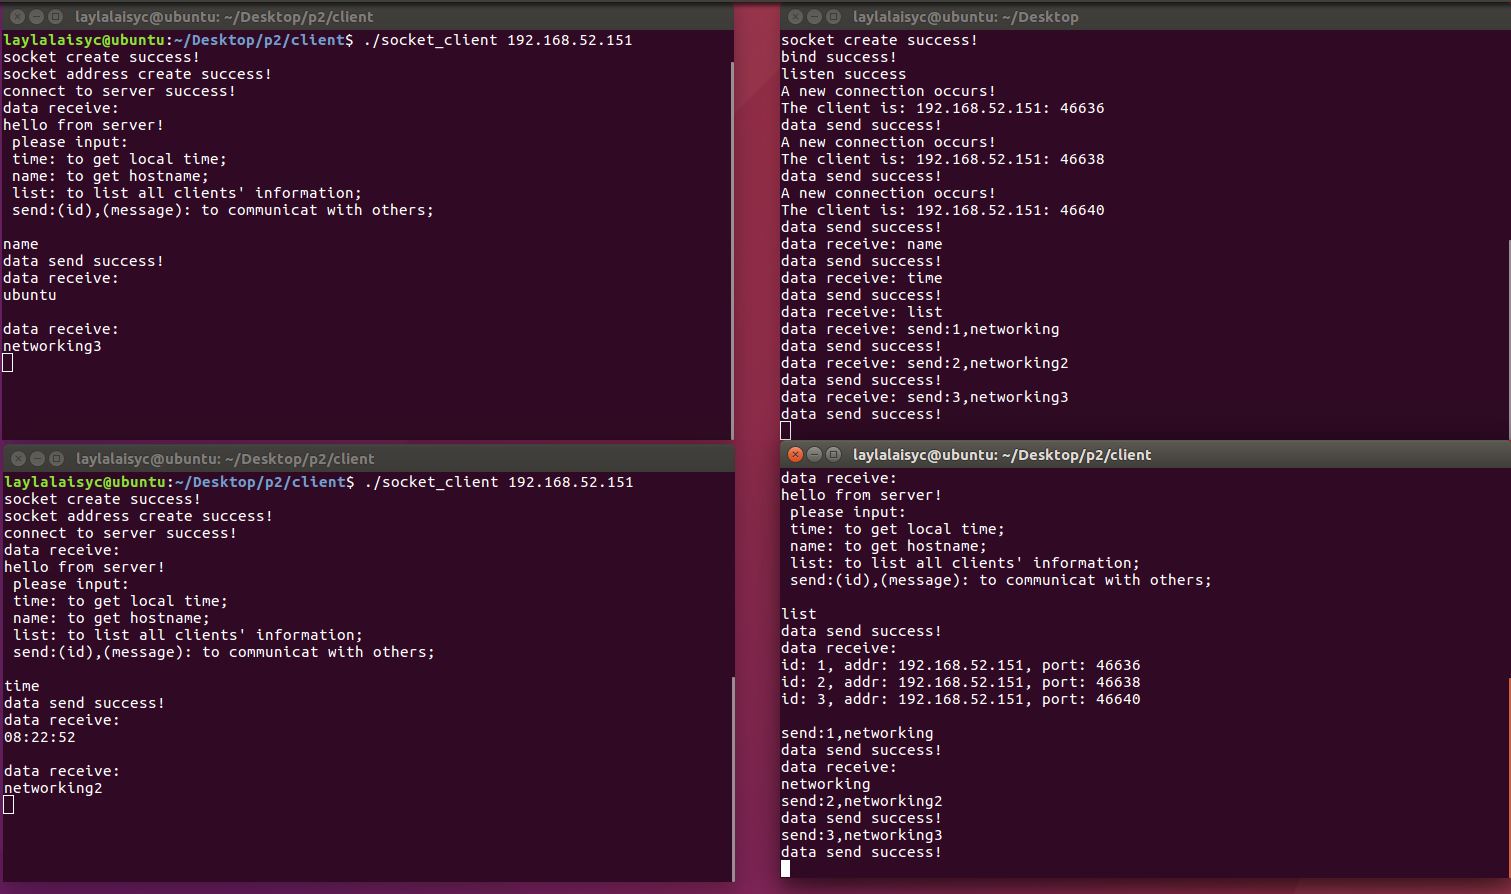 laylalaisyc@ubuntu: ~/Desktop/p2/client
laylalaisyc@ubuntu:~/Desktop/p2/client$ ./socket_client 192.168.52.151
socket create success!
socket address create success!
connect to server success!
data receive:
hello from server!
please input:
time: to get local time;
name: to get hostname;
list: to list all clients' information;
send:(id),(message): to communicat with others;
name
data send success!
data receive:
ubuntu
data receive:
networking3
laylalaisyc@ubuntu: ~/Desktop
socket create success!
bind success!
listen success
A new connection occurs!
The client is: 192.168.52.151: 46636
data send success!
A new connection occurs!
The client is: 192.168.52.151: 46638
data send success!
A new connection occurs!
The client is: 192.168.52.151: 46640
data send success!
data receive: name
data send success!
data receive: time
data send success!
data receive: list
data receive: send:1,networking
data send success!
data receive: send:2,networking2
data send success!
data receive: send:3,networking3
data send success!
laylalaisyc@ubuntu: ~/Desktop/p2/client
laylalaisyc@ubuntu:~/Desktop/p2/client$ ./socket_client 192.168.52.151
socket create success!
socket address create success!
connect to server success!
data receive:
hello from server!
please input:
time: to get local time;
name: to get hostname;
list: to list all clients' information;
send:(id),(message): to communicat with others;
time
data send success!
data receive:
08:22:52
data receive:
networking2
laylalaisyc@ubuntu: ~/Desktop/p2/client
data receive:
hello from server!
please input:
time: to get local time;
name: to get hostname;
list: to list all clients' information;
send:(id),(message): to communicat with others;
list
data send success!
data receive:
id: 1, addr: 192.168.52.151, port: 46636
id: 2, addr: 192.168.52.151, port: 46638
id: 3, addr: 192.168.52.151, port: 46640
send:1,networking
data send success!
data receive:
networking
send:2,networking2
data send success!
send:3,networking3
data send success!